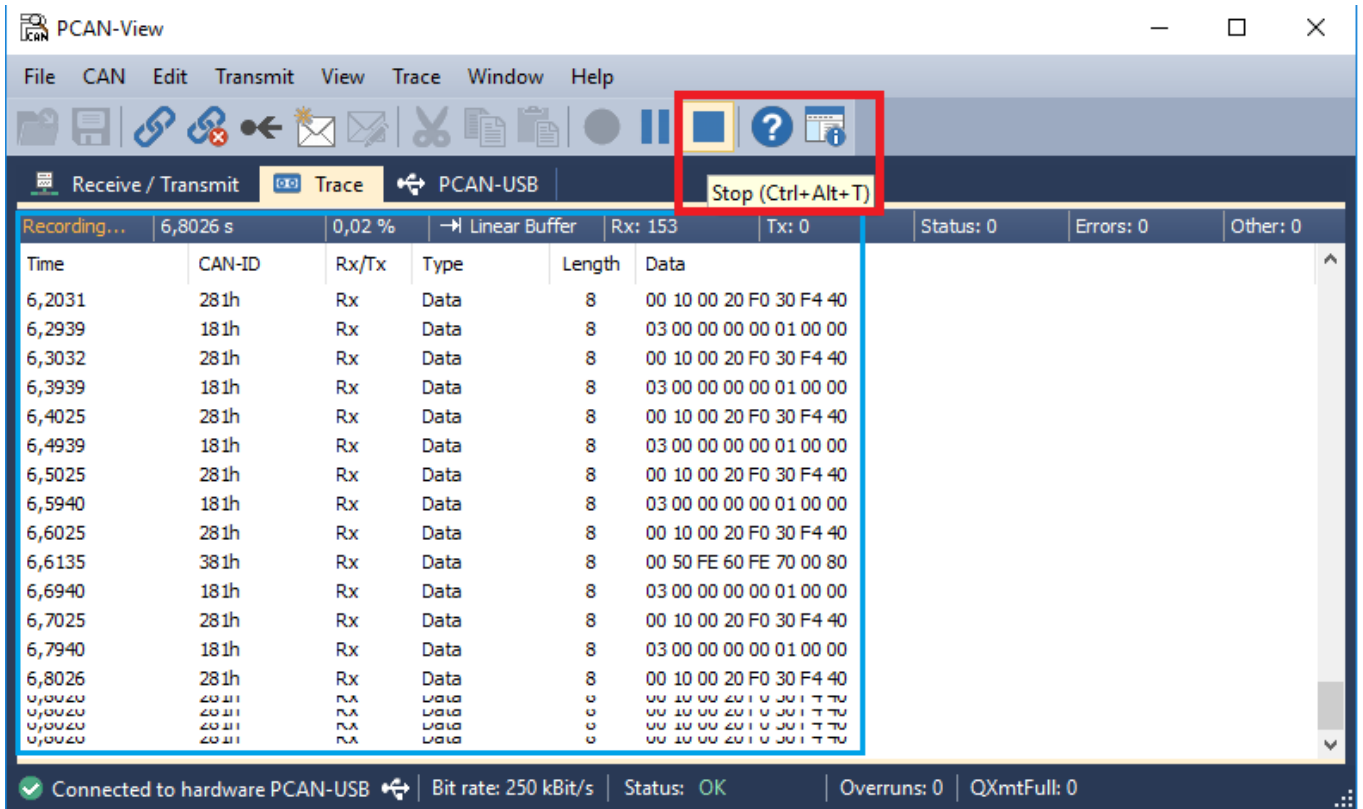 PCAN-View
File CAN Edit Transmit View Trace Window Help
Receive / Transmit Trace PCAN-USB
Stop (Ctrl+Alt+T)
Recording... 6,8026 s 0,02 % Linear Buffer Rx: 153 Tx: 0 Status: 0 Errors: 0 Other: 0
Time CAN-ID Rx/Tx Type Length Data
6,2031 281h Rx Data 8 00 10 00 20 F0 30 F4 40
6,2939 181h Rx Data 8 03 00 00 00 00 01 00 00
6,3032 281h Rx Data 8 00 10 00 20 F0 30 F4 40
6,3939 181h Rx Data 8 03 00 00 00 00 01 00 00
6,4025 281h Rx Data 8 00 10 00 20 F0 30 F4 40
6,4939 181h Rx Data 8 03 00 00 00 00 01 00 00
6,5025 281h Rx Data 8 00 10 00 20 F0 30 F4 40
6,5940 181h Rx Data 8 03 00 00 00 00 01 00 00
6,6025 281h Rx Data 8 00 10 00 20 F0 30 F4 40
6,6135 381h Rx Data 8 00 50 FE 60 FE 70 00 80
6,6940 181h Rx Data 8 03 00 00 00 00 01 00 00
6,7025 281h Rx Data 8 00 10 00 20 F0 30 F4 40
6,7940 181h Rx Data 8 03 00 00 00 00 01 00 00
6,8026 281h Rx Data 8 00 10 00 20 F0 30 F4 40
Connected to hardware PCAN-USB Bit rate: 250 kBit/s Status: OK Overruns: 0 QXmtFull: 0